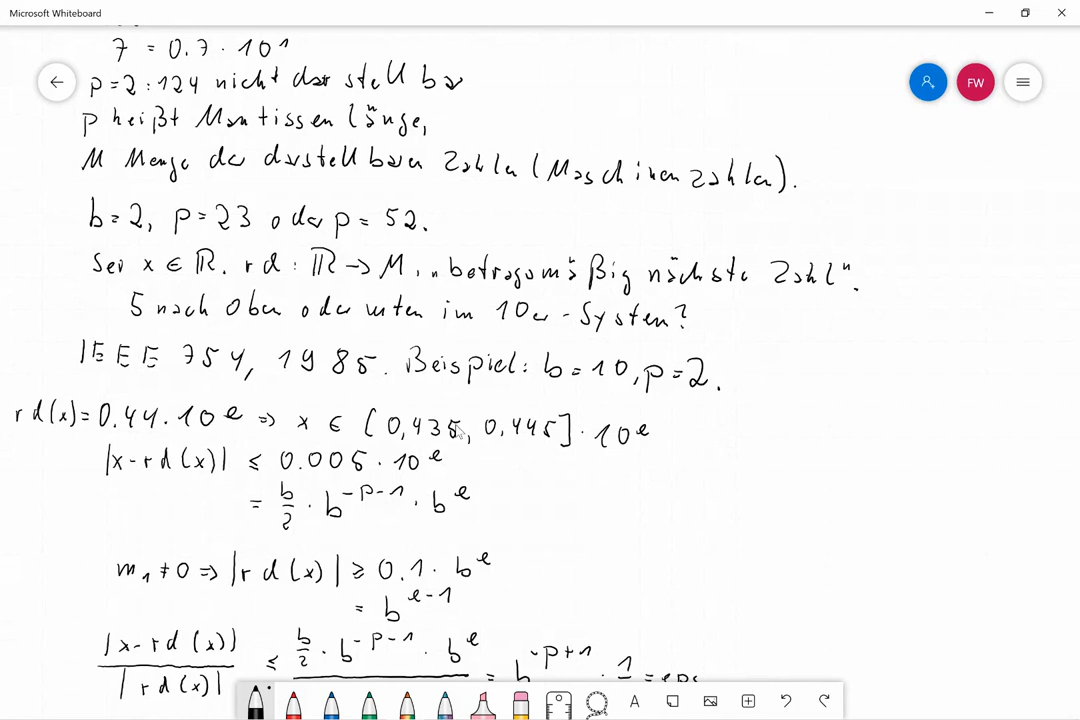 Microsoft Whiteboard
7 = 0.7 · 10¹
p=2: 124 nicht darstellbar
p heißt Mantissenlänge,
M Menge der darstellbaren Zahlen (Maschinenzahlen).
b=2, p=23 oder p=52.
Sei x ∈ ℝ. rd: ℝ → M, „betragsmäßig nächste Zahl".
5 nach oben oder unten im 10er-System?
IEEE 754, 1985. Beispiel: b=10, p=2.
rd(x)=0.44·10^e ⇒ x ∈ [0,435, 0,445]·10^e
|x-rd(x)| ≤ 0.005·10^e
= b/2 · b^{-p-1} · b^e
m₁≠0 ⇒ |rd(x)| ≥ 0.1·b^e
= b^{e-1}
|x-rd(x)| / |rd(x)| ≤ b/2 · b^{-p-1} · b^e = b^{-p+1} · 1 = eps
FW
A